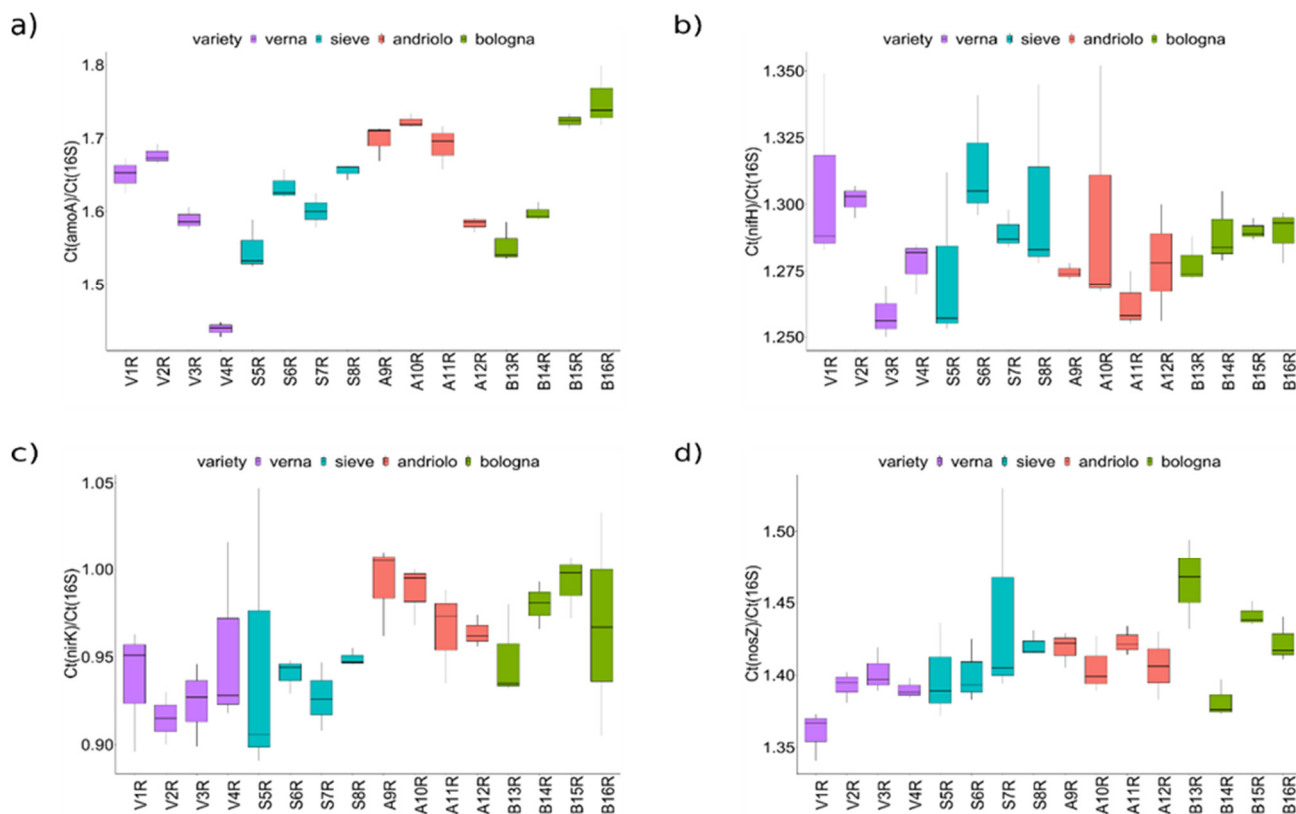 a)
variety verna sieve andriolo bologna
Ct(amoA)/Ct(16S)
1.8
1.7
1.6
1.5
V1R V2R V3R V4R S5R S6R S7R S8R A9R A10R A11R A12R B13R B14R B15R B16R
b)
variety verna sieve andriolo bologna
Ct(nifH)/Ct(16S)
1.350
1.325
1.300
1.275
1.250
V1R V2R V3R V4R S5R S6R S7R S8R A9R A10R A11R A12R B13R B14R B15R B16R
c)
variety verna sieve andriolo bologna
Ct(nirK)/Ct(16S)
1.05
1.00
0.95
0.90
V1R V2R V3R V4R S5R S6R S7R S8R A9R A10R A11R A12R B13R B14R B15R B16R
d)
variety verna sieve andriolo bologna
Ct(nosZ)/Ct(16S)
1.50
1.45
1.40
1.35
V1R V2R V3R V4R S5R S6R S7R S8R A9R A10R A11R A12R B13R B14R B15R B16R